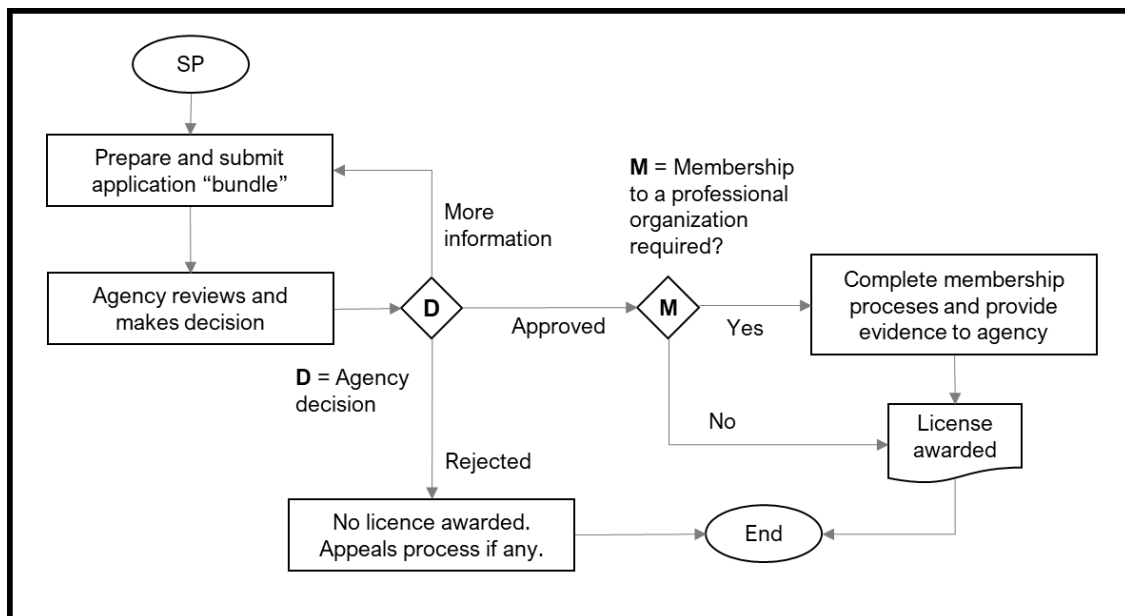 SP
Prepare and submit
application “bundle”
More
information
M = Membership
to a professional
organization
required?
Agency reviews and
makes decision
D
Approved
M
Yes
Complete membership
proceses and provide
evidence to agency
D = Agency
decision
No
License
awarded
Rejected
No licence awarded.
Appeals process if any.
End